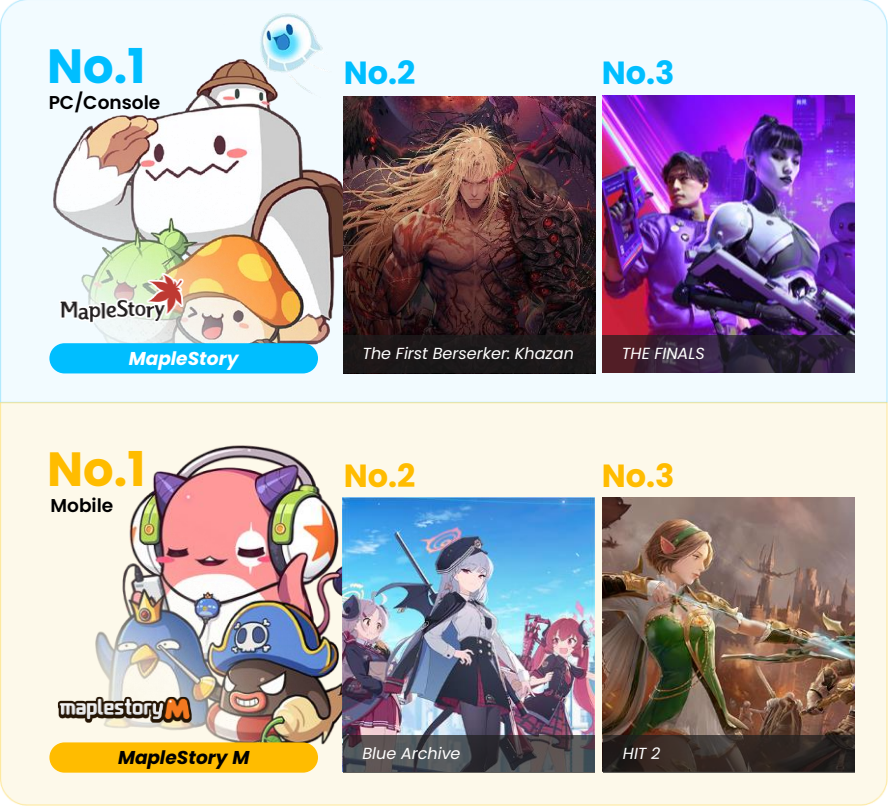 No.1
PC/Console
MapleStory
MapleStory
No.2
The First Berserker: Khazan
No.3
THE FINALS
No.1
Mobile
maplestory M
MapleStory M
No.2
Blue Archive
No.3
HIT 2